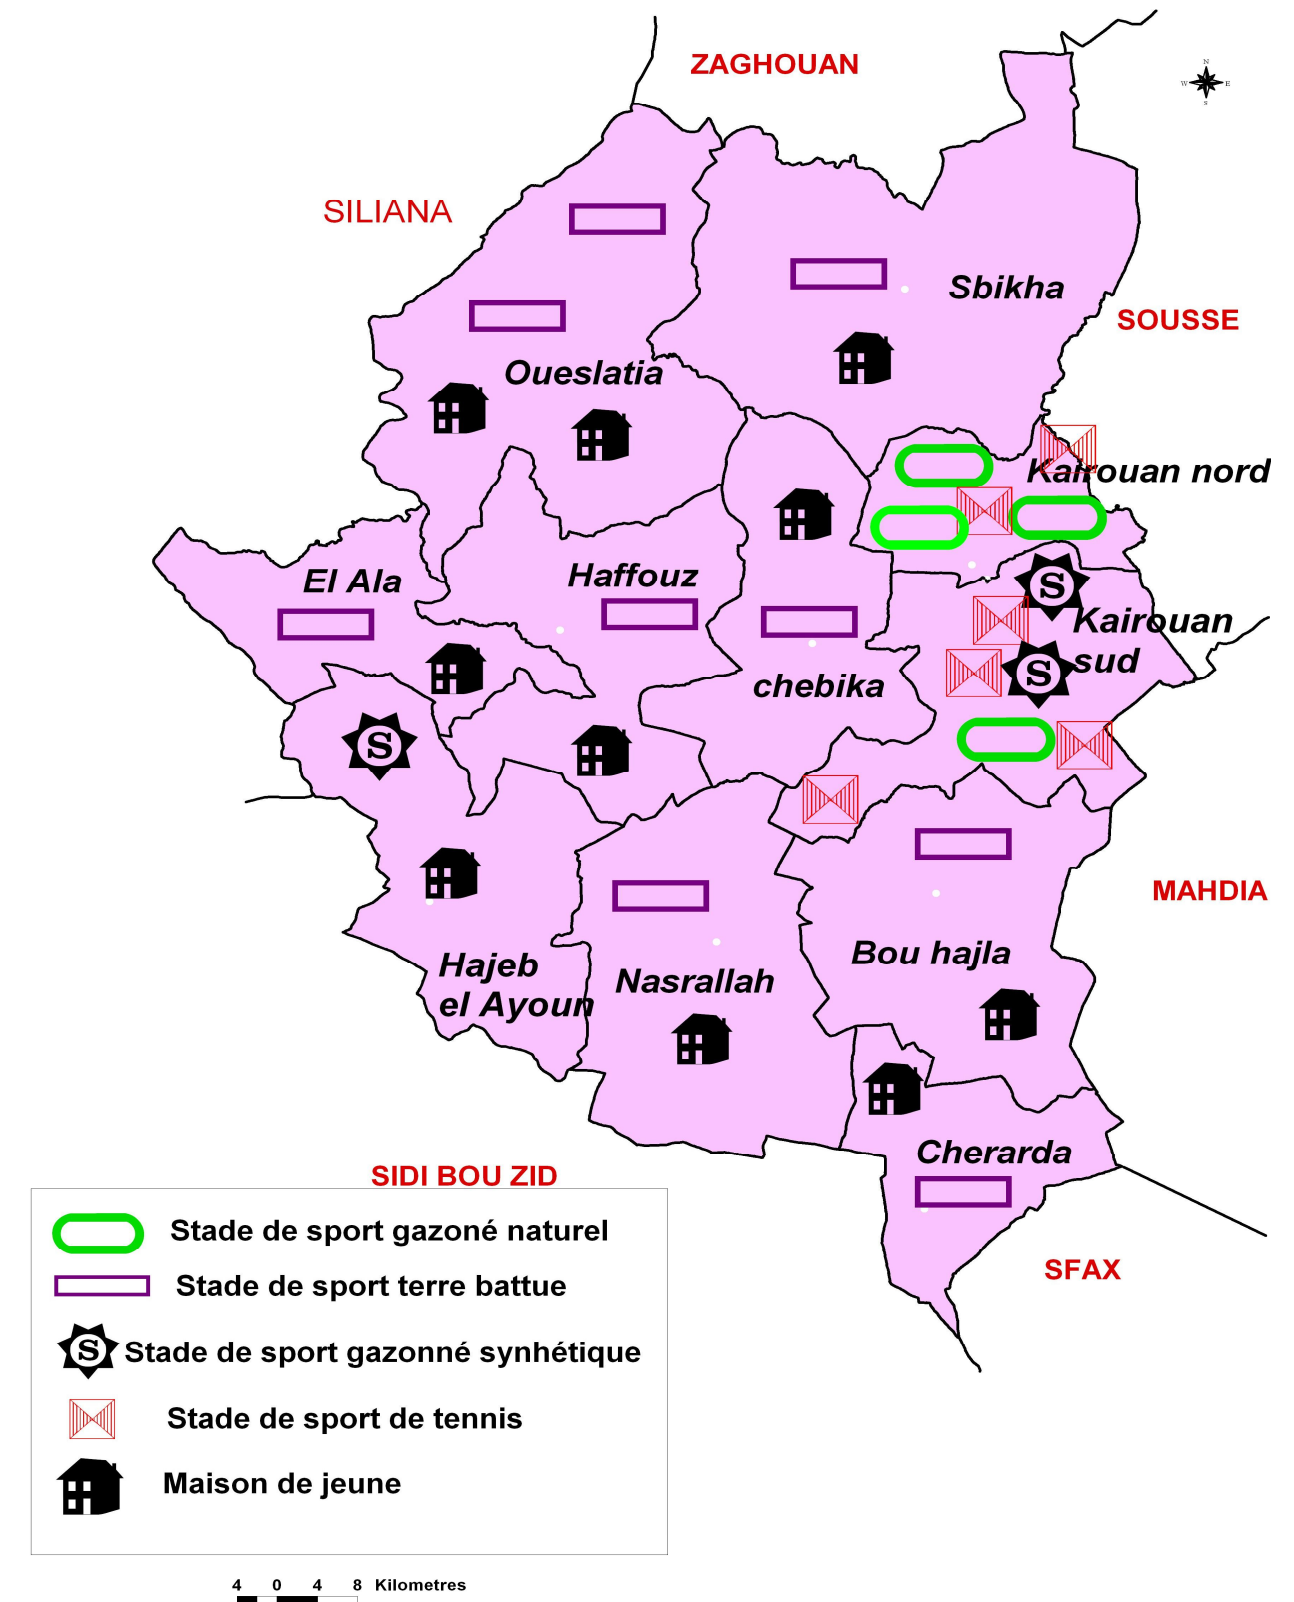 ZAGHOUAN
N
W E
S
SILIANA
Sbikha
SOUSSE
Oueslatia
Kairouan nord
El Ala
Haffouz
S
Kairouan
sud
S
chebika
S
MAHDIA
Bou hajla
Hajeb
el Ayoun
Nasrallah
Cherarda
SIDI BOU ZID
SFAX
Stade de sport gazoné naturel
Stade de sport terre battue
S
Stade de sport gazonné synhétique
Stade de sport de tennis
Maison de jeune
4 0 4 8 Kilometres